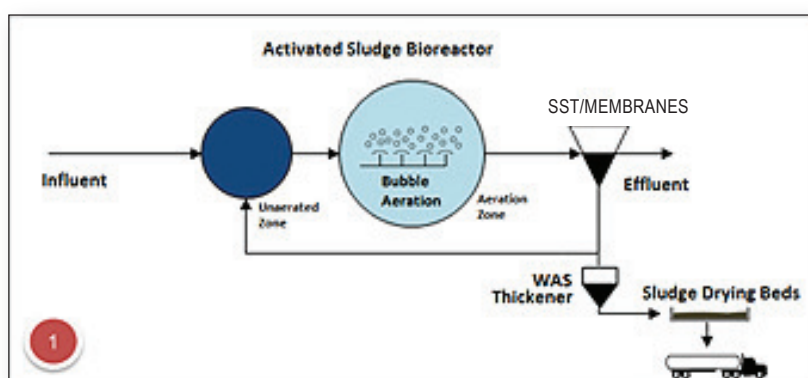 Activated Sludge Bioreactor
SST/MEMBRANES
Influent
Unaerated
Zone
Bubble
Aeration
Aeration
Zone
Effluent
WAS
Thickener
Sludge Drying Beds
1